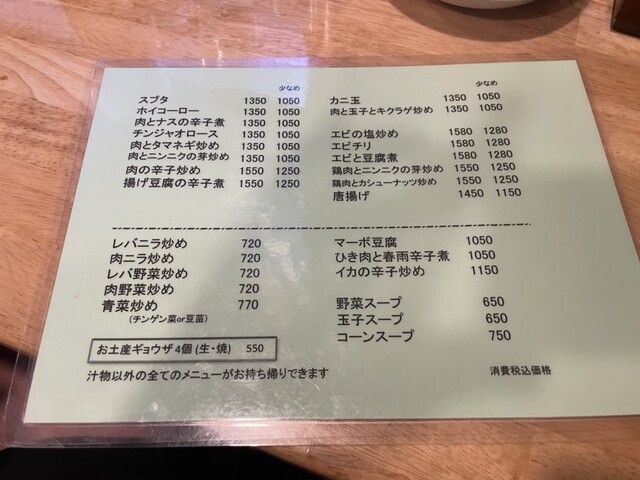 少なめ
スブタ 1350 1050
ホイコーロー 1350 1050
肉とナスの辛子煮 1350 1050
チンジャオロース 1350 1050
肉とタマネギ炒め 1350 1050
肉とニンニクの芽炒め 1350 1050
肉の辛子炒め 1550 1250
揚げ豆腐の辛子煮 1550 1250
少なめ
カニ玉 1350 1050
肉と玉子とキクラゲ炒め 1350 1050
エビの塩炒め 1580 1280
エビチリ 1580 1280
エビと豆腐煮 1580 1280
鶏肉とニンニクの芽炒め 1550 1250
鶏肉とカシューナッツ炒め 1550 1250
唐揚げ 1450 1150
レバニラ炒め 720
肉ニラ炒め 720
レバ野菜炒め 720
肉野菜炒め 720
青菜炒め 770
(チンゲン菜or豆苗)
マーボ豆腐 1050
ひき肉と春雨辛子煮 1050
イカの辛子炒め 1150
野菜スープ 650
玉子スープ 650
コーンスープ 750
お土産ギョウザ4個(生・焼) 550
汁物以外の全てのメニューがお持ち帰りできます
消費税込価格